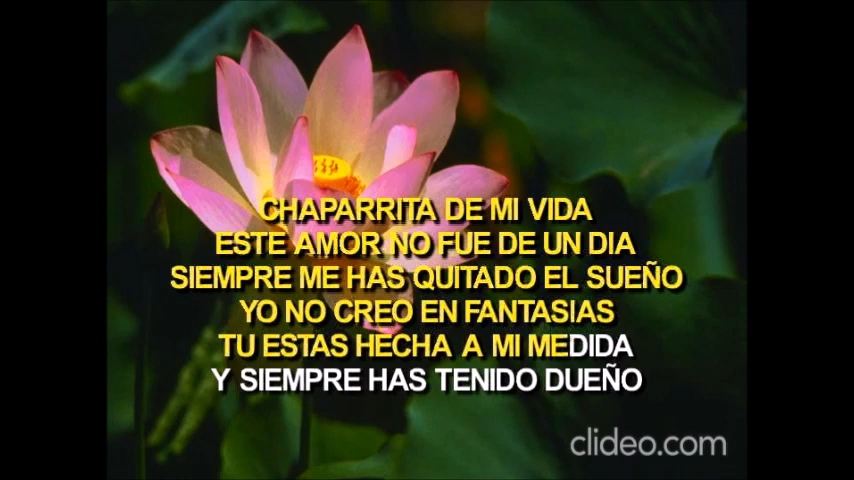 CHAPARRITA DE MI VIDA
ESTE AMOR NO FUE DE UN DIA
SIEMPRE ME HAS QUITADO EL SUEÑO
YO NO CREO EN FANTASIAS
TU ESTAS HECHA A MI MEDIDA
Y SIEMPRE HAS TENIDO DUEÑO
clideo.com